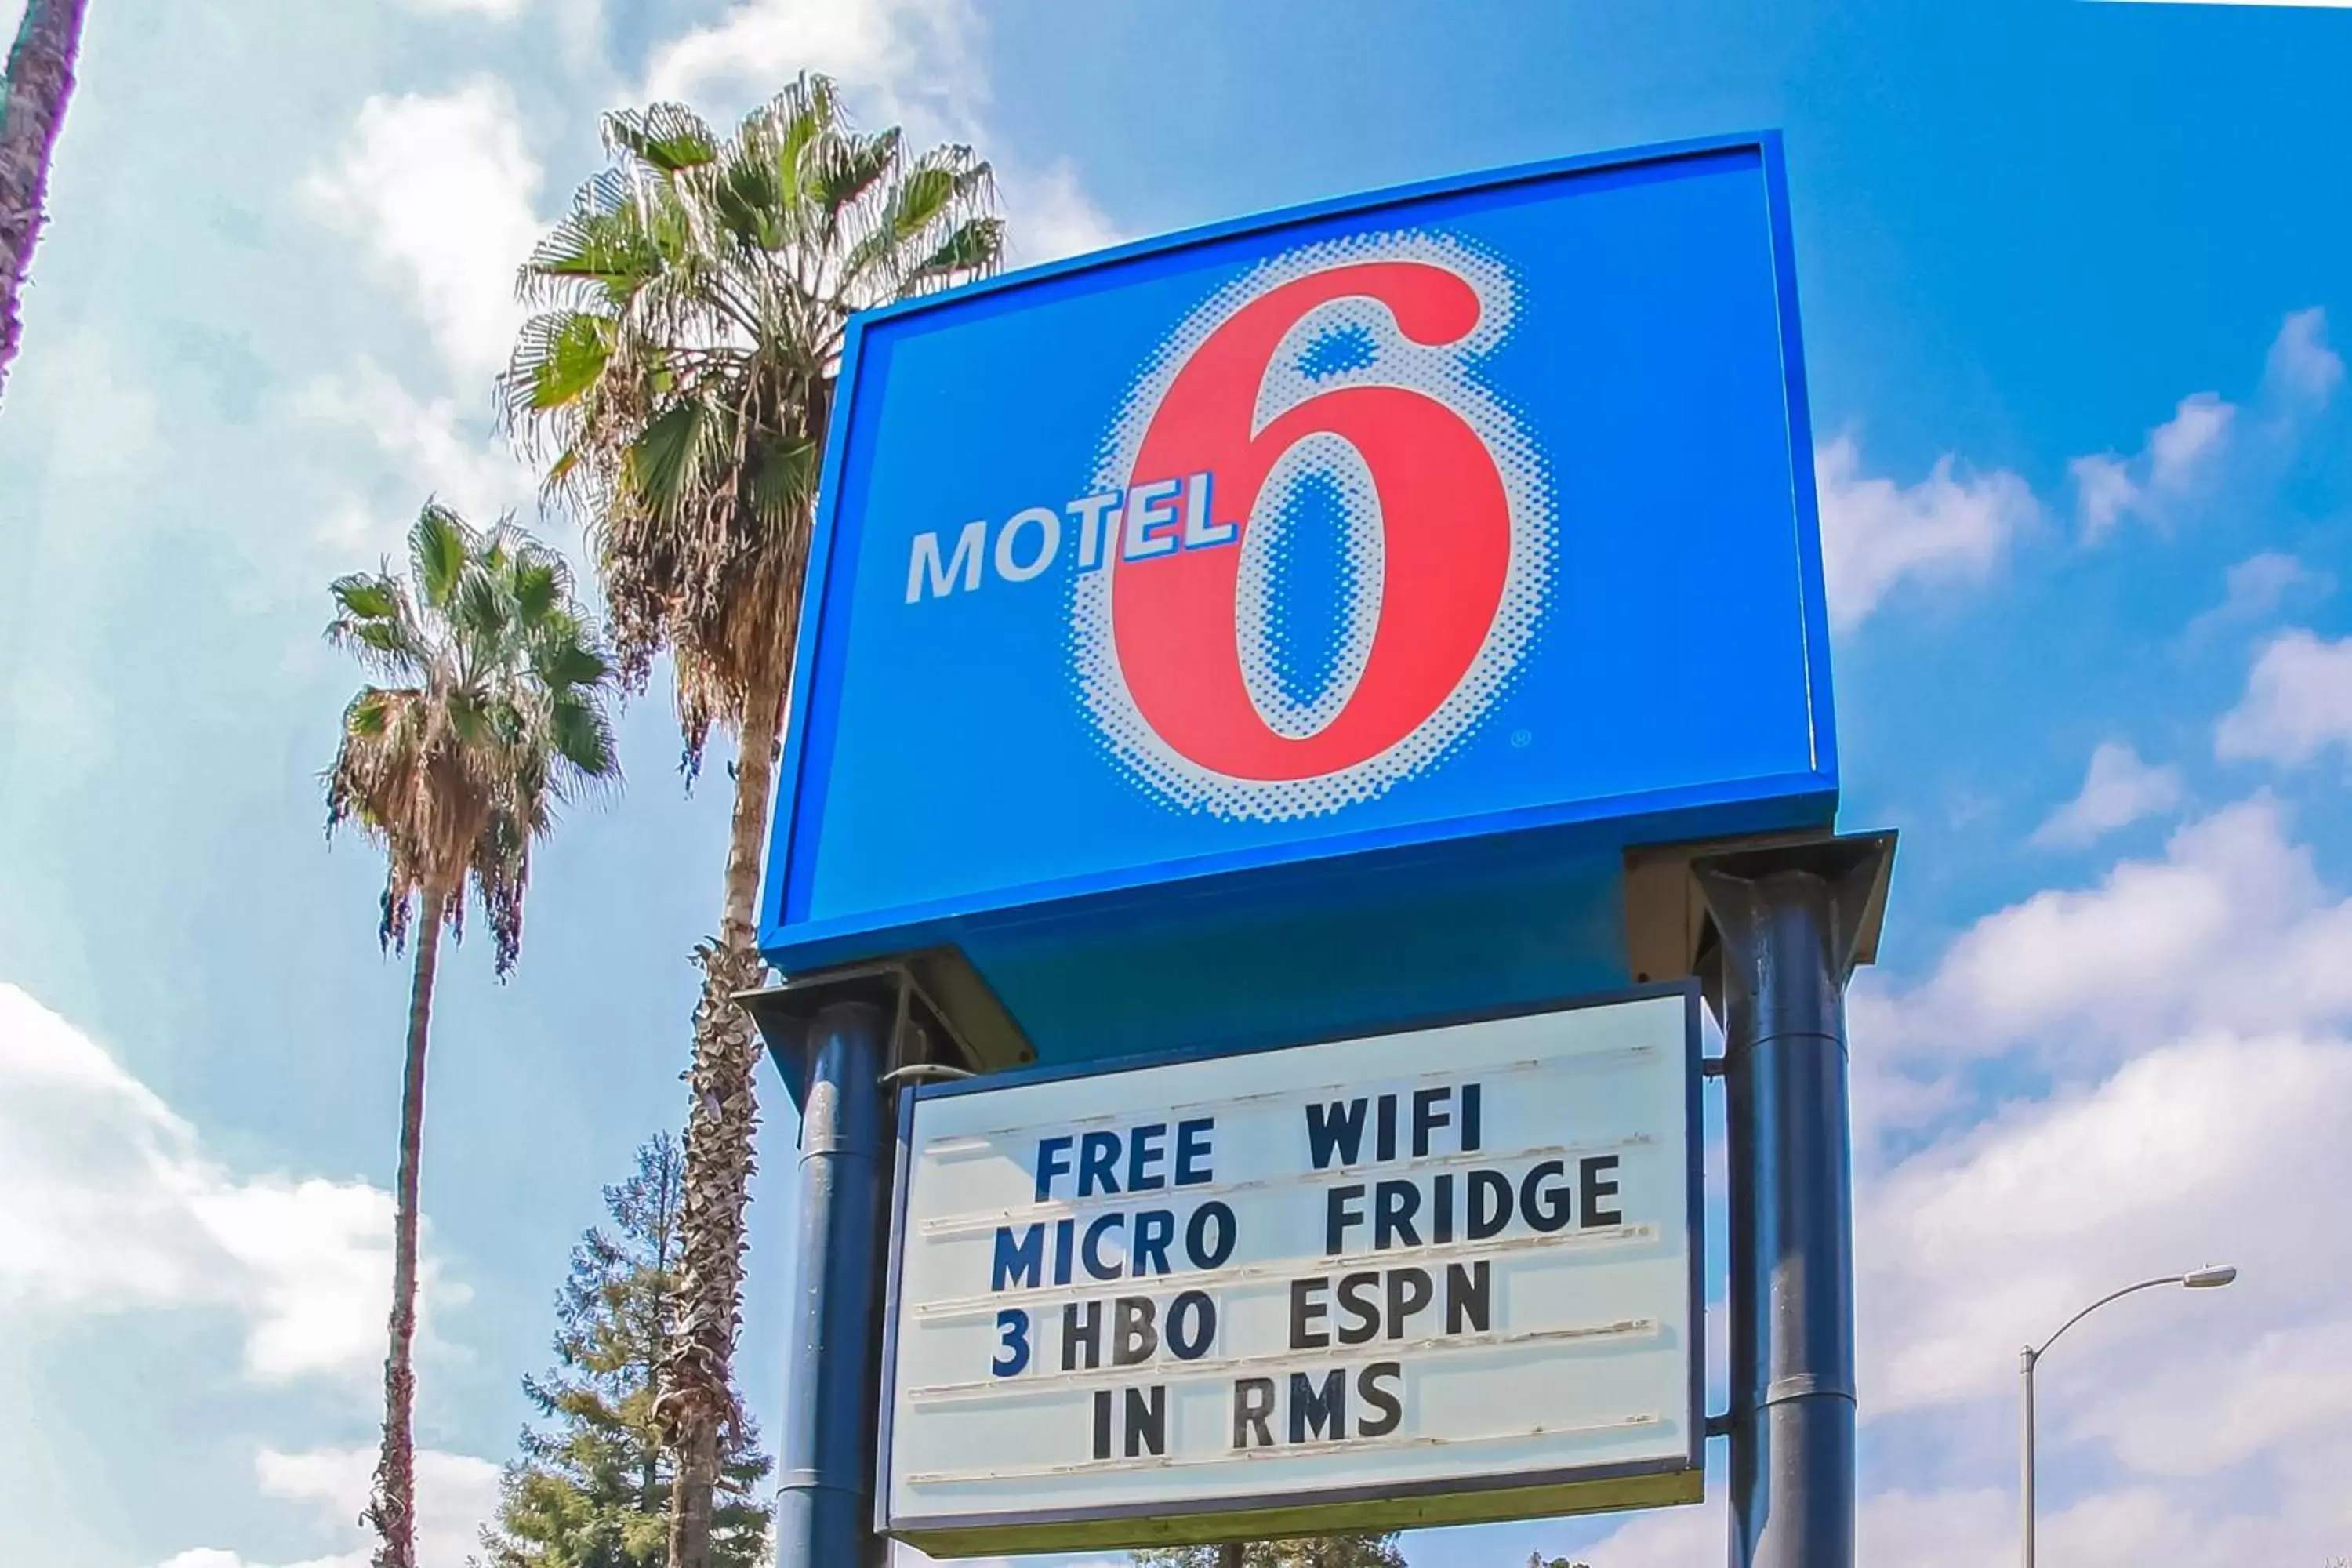 MOTEL 6
®
FREE WIFI
MICRO FRIDGE
3 HBO ESPN
IN RMS